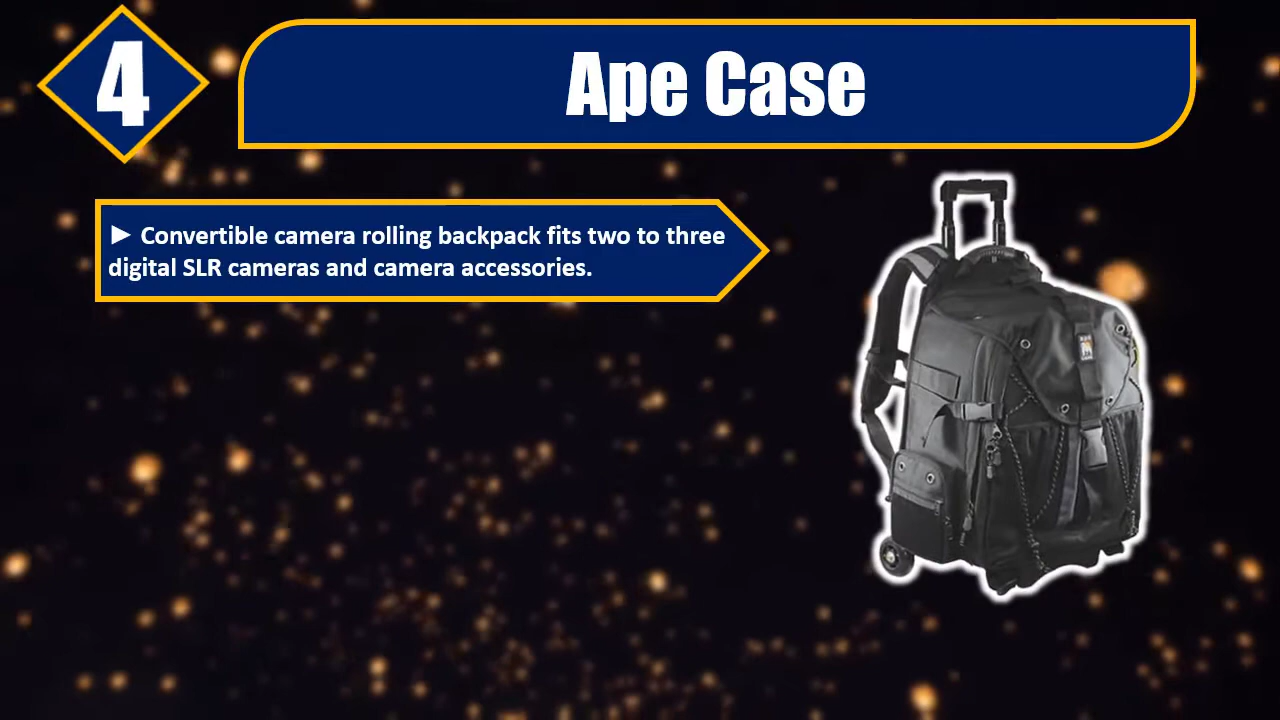 4
Ape Case
► Convertible camera rolling backpack fits two to three
digital SLR cameras and camera accessories.